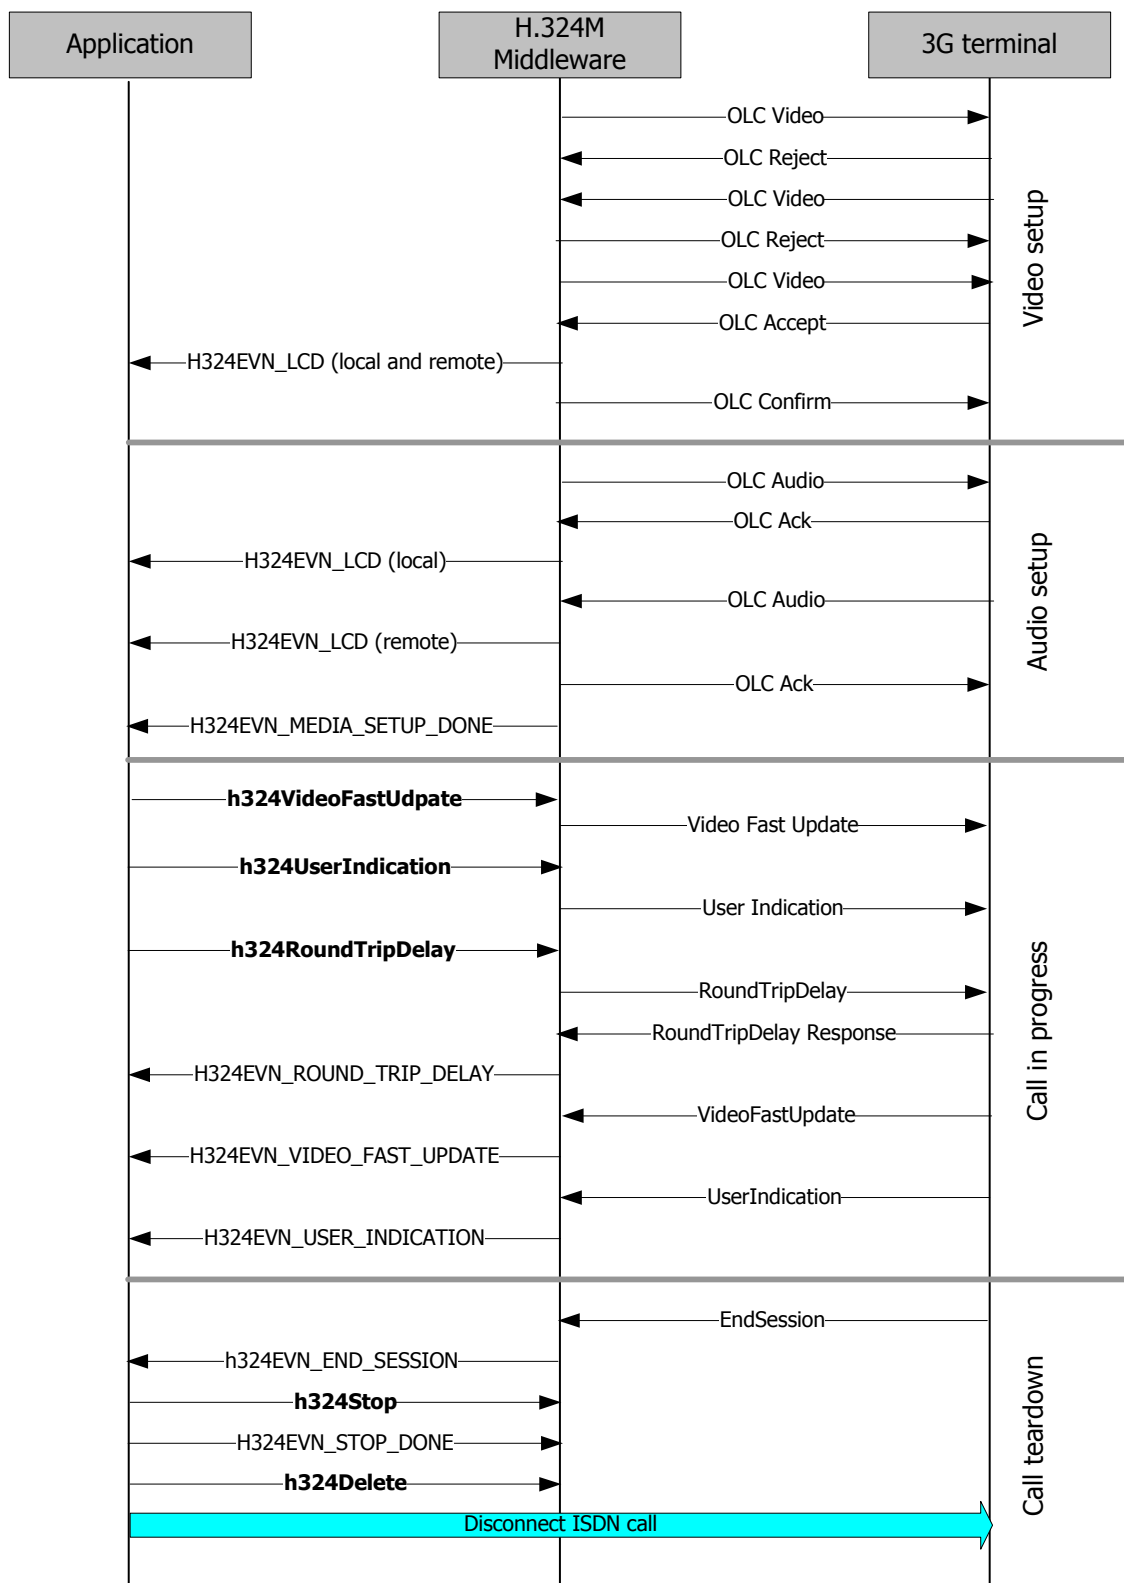 Application
H.324M
Middleware
3G terminal
OLC Video
OLC Reject
OLC Video
OLC Reject
OLC Video
OLC Accept
H324EVN_LCD (local and remote)
OLC Confirm
Video setup
OLC Audio
OLC Ack
H324EVN_LCD (local)
OLC Audio
H324EVN_LCD (remote)
OLC Ack
H324EVN_MEDIA_SETUP_DONE
Audio setup
h324VideoFastUdpate
Video Fast Update
h324UserIndication
User Indication
h324RoundTripDelay
RoundTripDelay
RoundTripDelay Response
H324EVN_ROUND_TRIP_DELAY
VideoFastUpdate
H324EVN_VIDEO_FAST_UPDATE
UserIndication
H324EVN_USER_INDICATION
Call in progress
EndSession
h324EVN_END_SESSION
h324Stop
H324EVN_STOP_DONE
h324Delete
Disconnect ISDN call
Call teardown